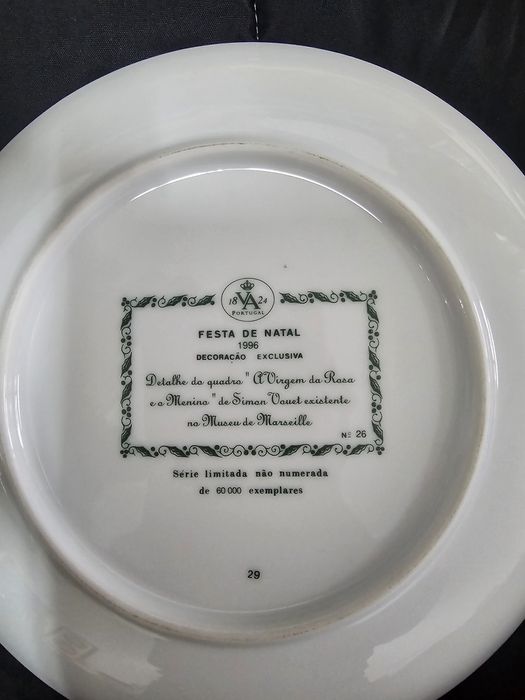 18 VA 24
PORTUGAL
FESTA DE NATAL
1996
DECORAÇÃO EXCLUSIVA
Detalhe do quadro "A Virgem da Rosa
e o Menino" de Simon Vouet existente
no Museu de Marseille
Nº 26
Série limitada não numerada
de 60 000 exemplares
29